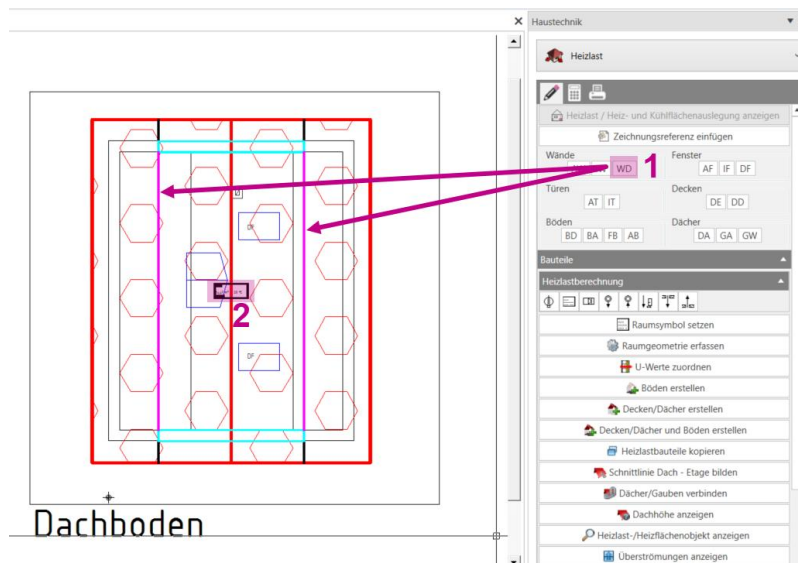 Haustechnik
Heizlast
Heizlast / Heiz- und Kühlflächenauslegung anzeigen
Zeichnungsreferenz einfügen
Wände
Fenster
WD
1
AF IF DF
Türen
Decken
AT IT
DE DD
Böden
Dächer
BD BA FB AB
DA GA GW
Bauteile
Heizlastberechnung
Raumsymbol setzen
Raumgeometrie erfassen
U-Werte zuordnen
Böden erstellen
Decken/Dächer erstellen
Decken/Dächer und Böden erstellen
Heizlastbauteile kopieren
Schnittlinie Dach - Etage bilden
Dächer/Gauben verbinden
Dachhöhe anzeigen
Heizlast-/Heizflächenobjekt anzeigen
Überströmungen anzeigen
DF
2
DF
Dachboden